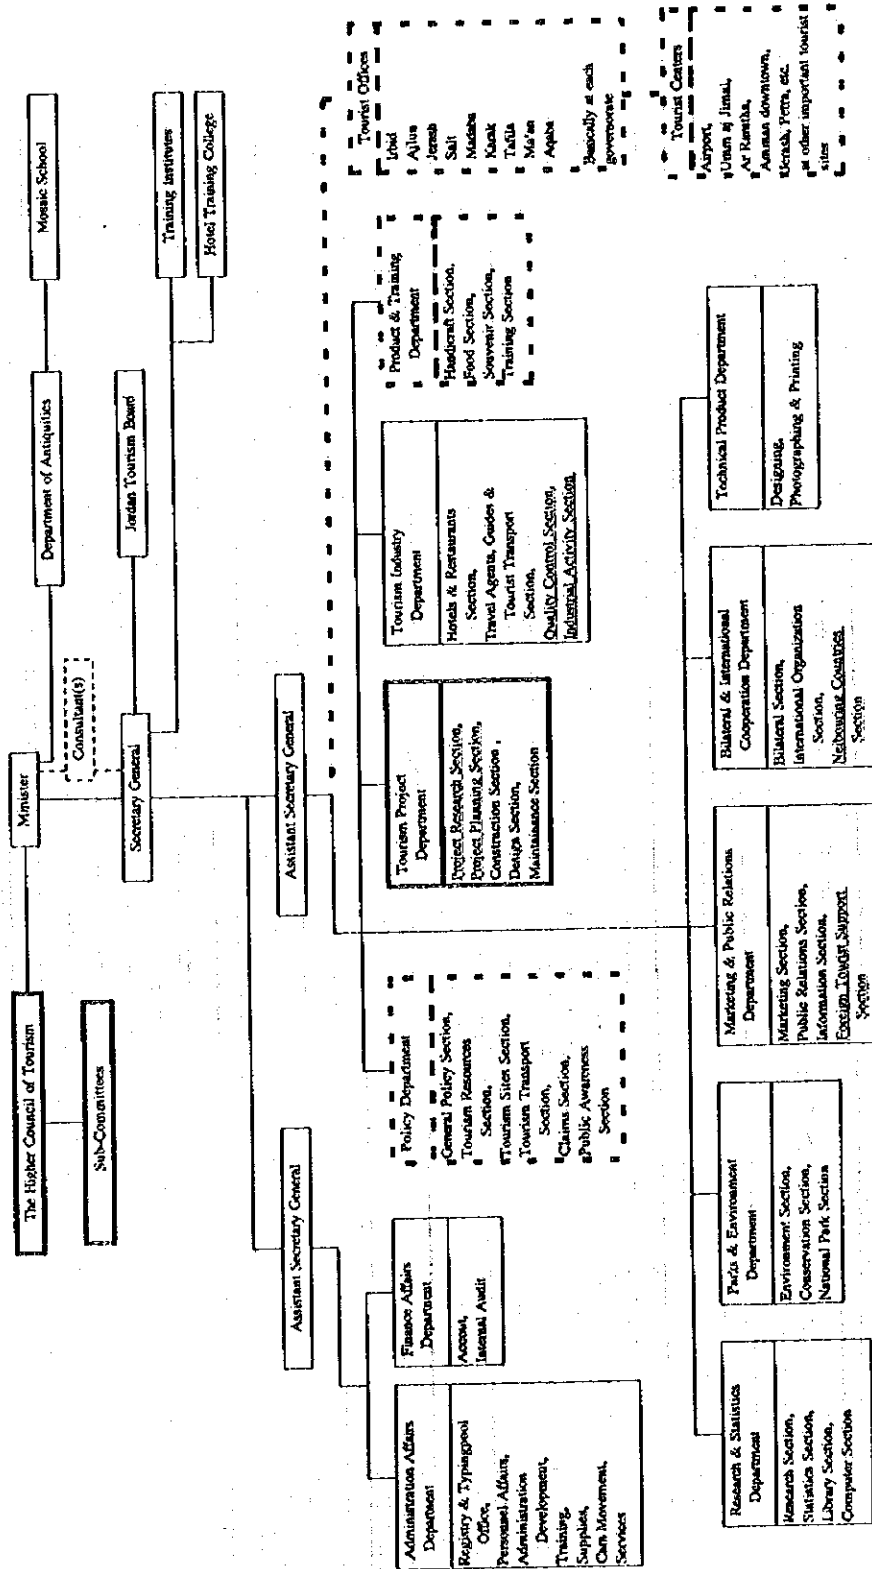 The Higher Council of Tourism
Sub-Committees
Minister
Consultant(s)
Secretary General
Department of Antiquities
Mosaic School
Jordan Tourism Board
Training Institutes
Hotel Training College
Assistant Secretary General
Assistant Secretary General
Administration Affairs
Department
Registry & Typingpool
Office,
Personnel Affairs,
Administration
Development,
Training,
Supplies,
Cars Movement,
Services
Finance Affairs
Department
Accout,
Internal Audit
Policy Department
General Policy Section,
Tourism Resources
Section,
Tourism Sites Section,
Tourism Transport
Section,
Claims Section,
Public Awareness
Section
Tourism Project
Department
Project Research Section,
Project Planning Section,
Construction Section ,
Design Section,
Maintainance Section
Tourism Industry
Department
Hotels & Restaurants
Section,
Travel Agents, Guides &
Tourist Transport
Section,
Quality Control Section,
Industrial Activity Section,
Product & Training
Department
Handicraft Section,
Food Section,
Souvenir Section,
Training Section
Tourist Offices
Irbid
Ajlun
Jerash
Salt
Madaba
Karak
Tafila
Ma'an
Aqaba
Basically at each
governorate
Research & Statistics
Department
Research Section,
Statistics Section,
Library Section,
Computer Section
Parks & Environment
Department
Environment Section,
Conservation Section,
National Park Section
Marketing & Public Relations
Department
Marketing Section,
Public Relations Section,
Information Section,
Foreign Tourist Support
Section
Bilateral & International
Cooperation Department
Bilateral Section,
International Organization
Section,
Neibouring Countries
Section
Technical Product Department
Designing,
Photographing & Printing
Tourist Centers
Airport,
Umm aj Jimal,
Ar Ramtha,
Amman downtown,
Petra, etc.
at other important tourist
sites